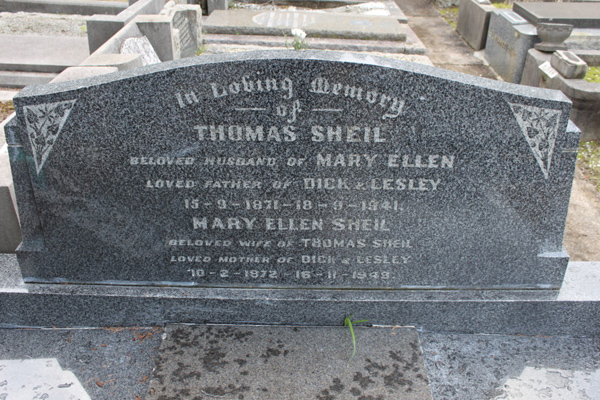 In Loving Memory
of
THOMAS SHEIL
BELOVED HUSBAND OF MARY ELLEN
LOVED FATHER OF DICK & LESLEY
15-9-1871-18-9-1941.
MARY ELLEN SHEIL
BELOVED WIFE OF THOMAS SHEIL
LOVED MOTHER OF DICK & LESLEY
10-2-1872-16-11-1949.